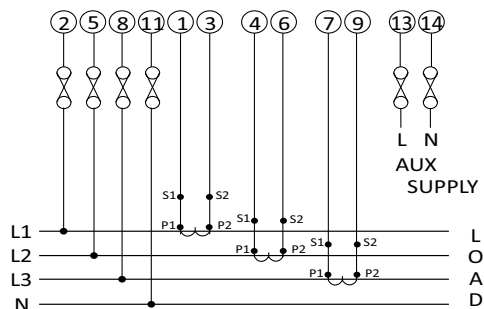 2 5 8 11 1 3 4 6 7 9 13 14
L N
AUX
SUPPLY
S1 S2
S1 S2
P1 P2
L1 L
S1 S2
P1 P2
L2 O
P1 P2
L3 A
N D